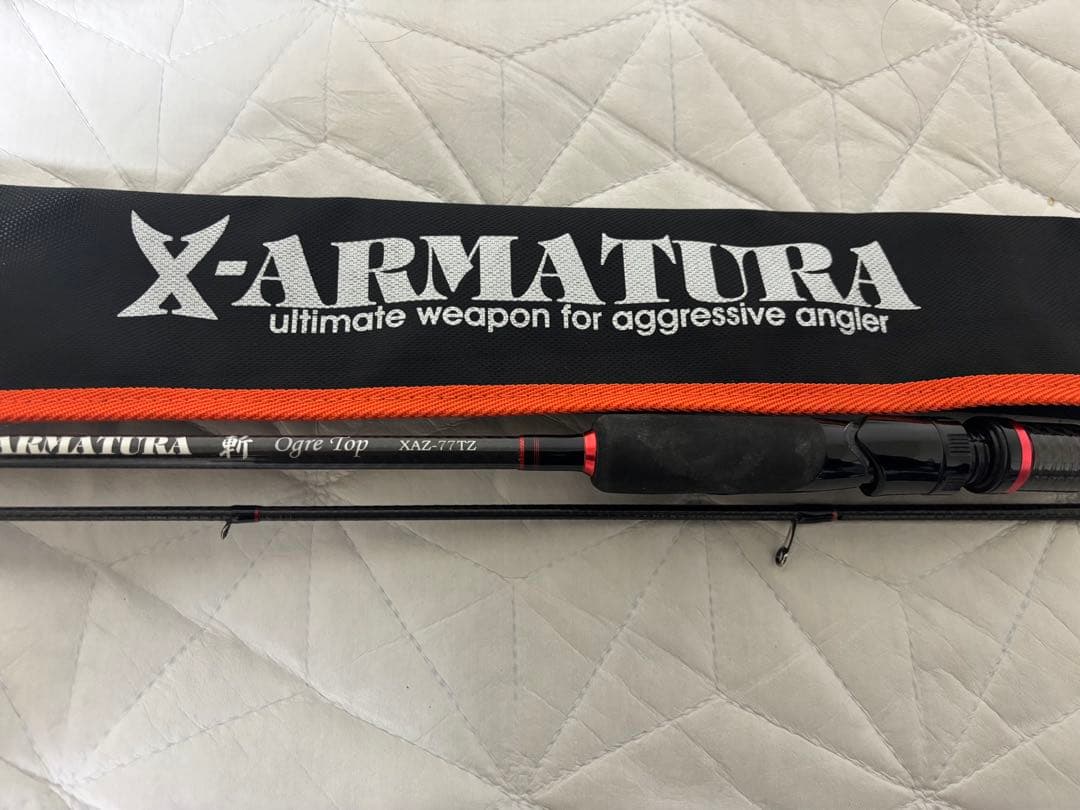 X-ARMATURA
ultimate weapon for aggressive angler
ARMATURA 斬 Ogre Top XAZ-77TZ